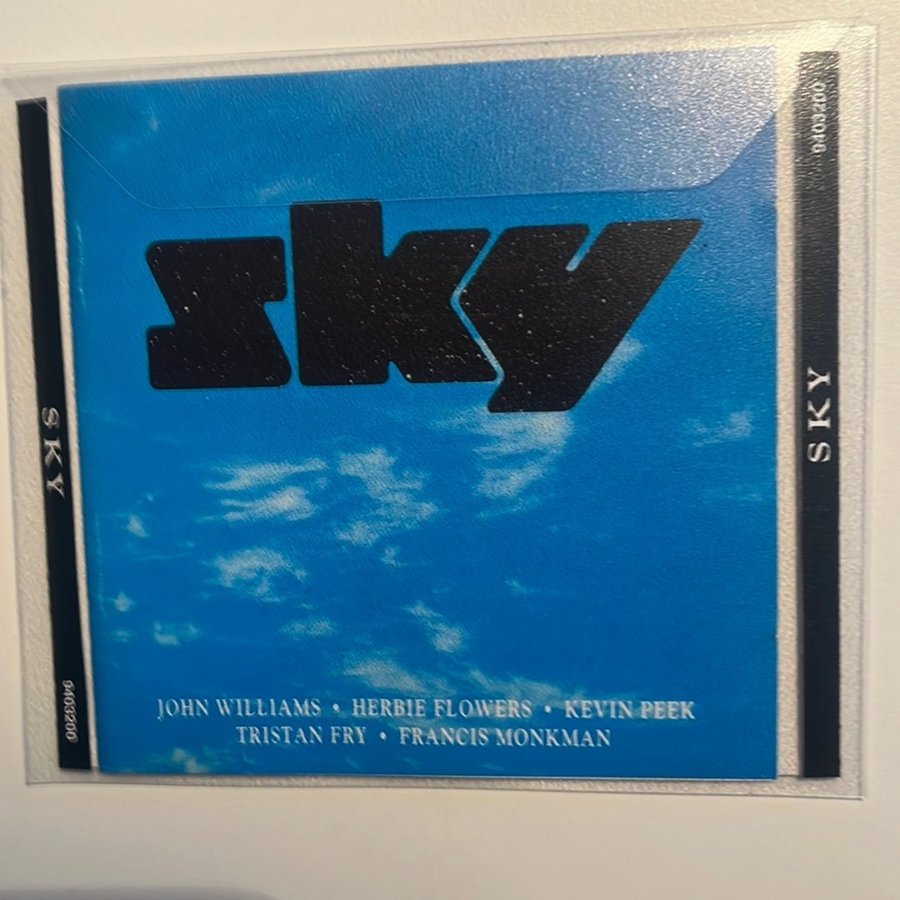 sky
JOHN WILLIAMS • HERBIE FLOWERS • KEVIN PEEK
TRISTAN FRY • FRANCIS MONKMAN
SKY
9403200
SKY
9403200